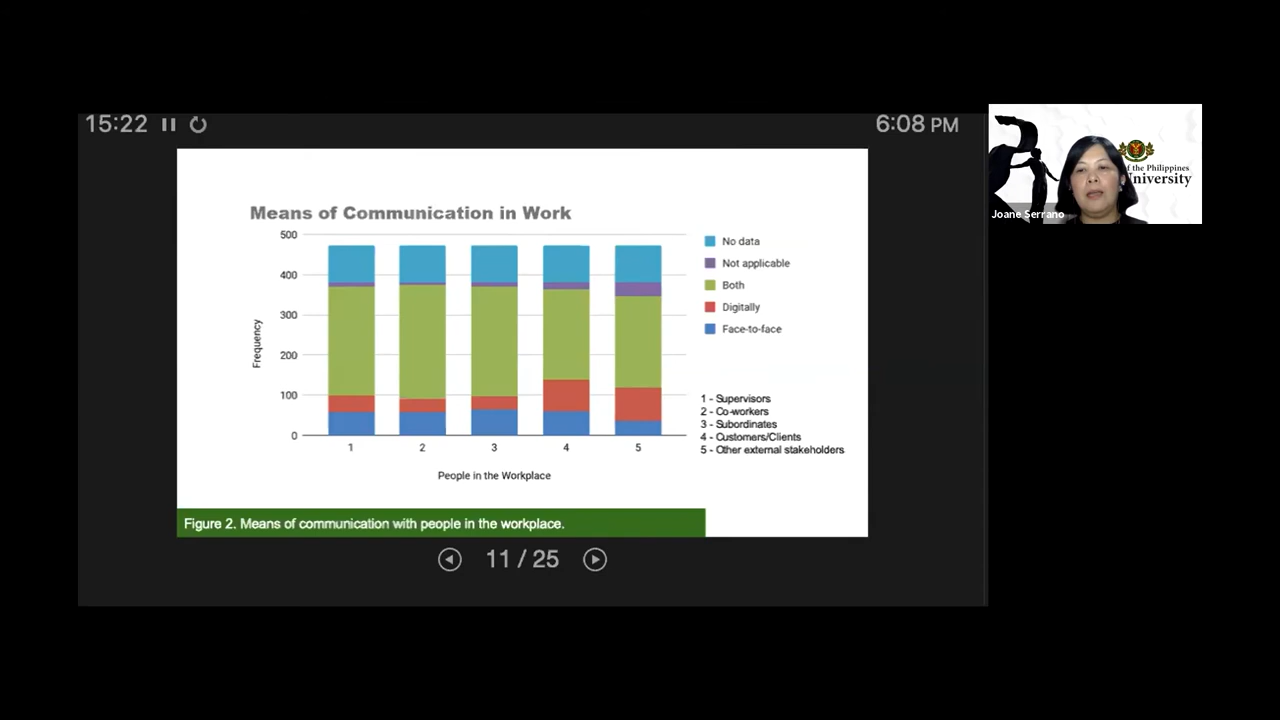 15:22
6:08 PM
Means of Communication in Work
500
400
300
200
100
0
Frequency
1
2
3
4
5
People in the Workplace
No data
Not applicable
Both
Digitally
Face-to-face
1 - Supervisors
2 - Co-workers
3 - Subordinates
4 - Customers/Clients
5 - Other external stakeholders
Figure 2. Means of communication with people in the workplace.
11 / 25
of the Philippines
University
Joane Serrano